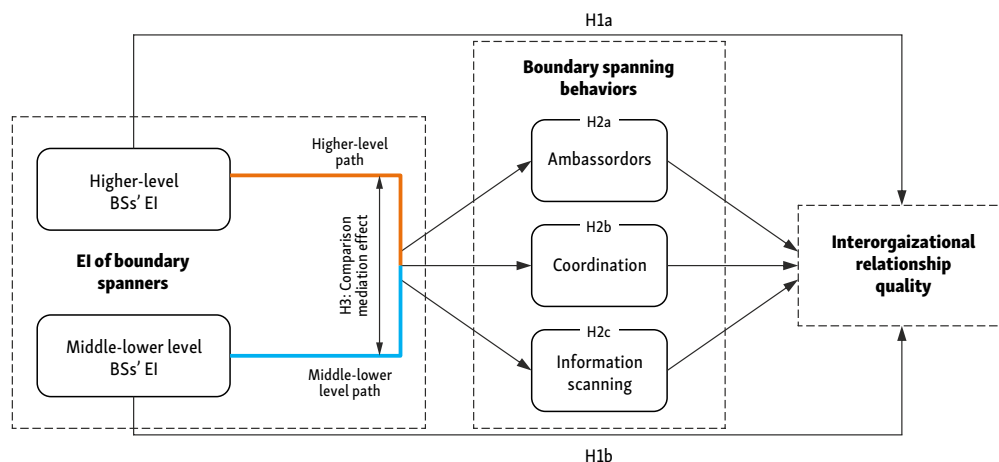 H1a
Boundary spanning
behaviors
Higher-level
path
H2a
Ambassordors
Higher-level
BSs' EI
H3: Comparison
mediation effect
H2b
Coordination
EI of boundary
spanners
Interorgaizational
relationship
quality
Middle-lower level
BSs' EI
Middle-lower
level path
H2c
Information
scanning
H1b